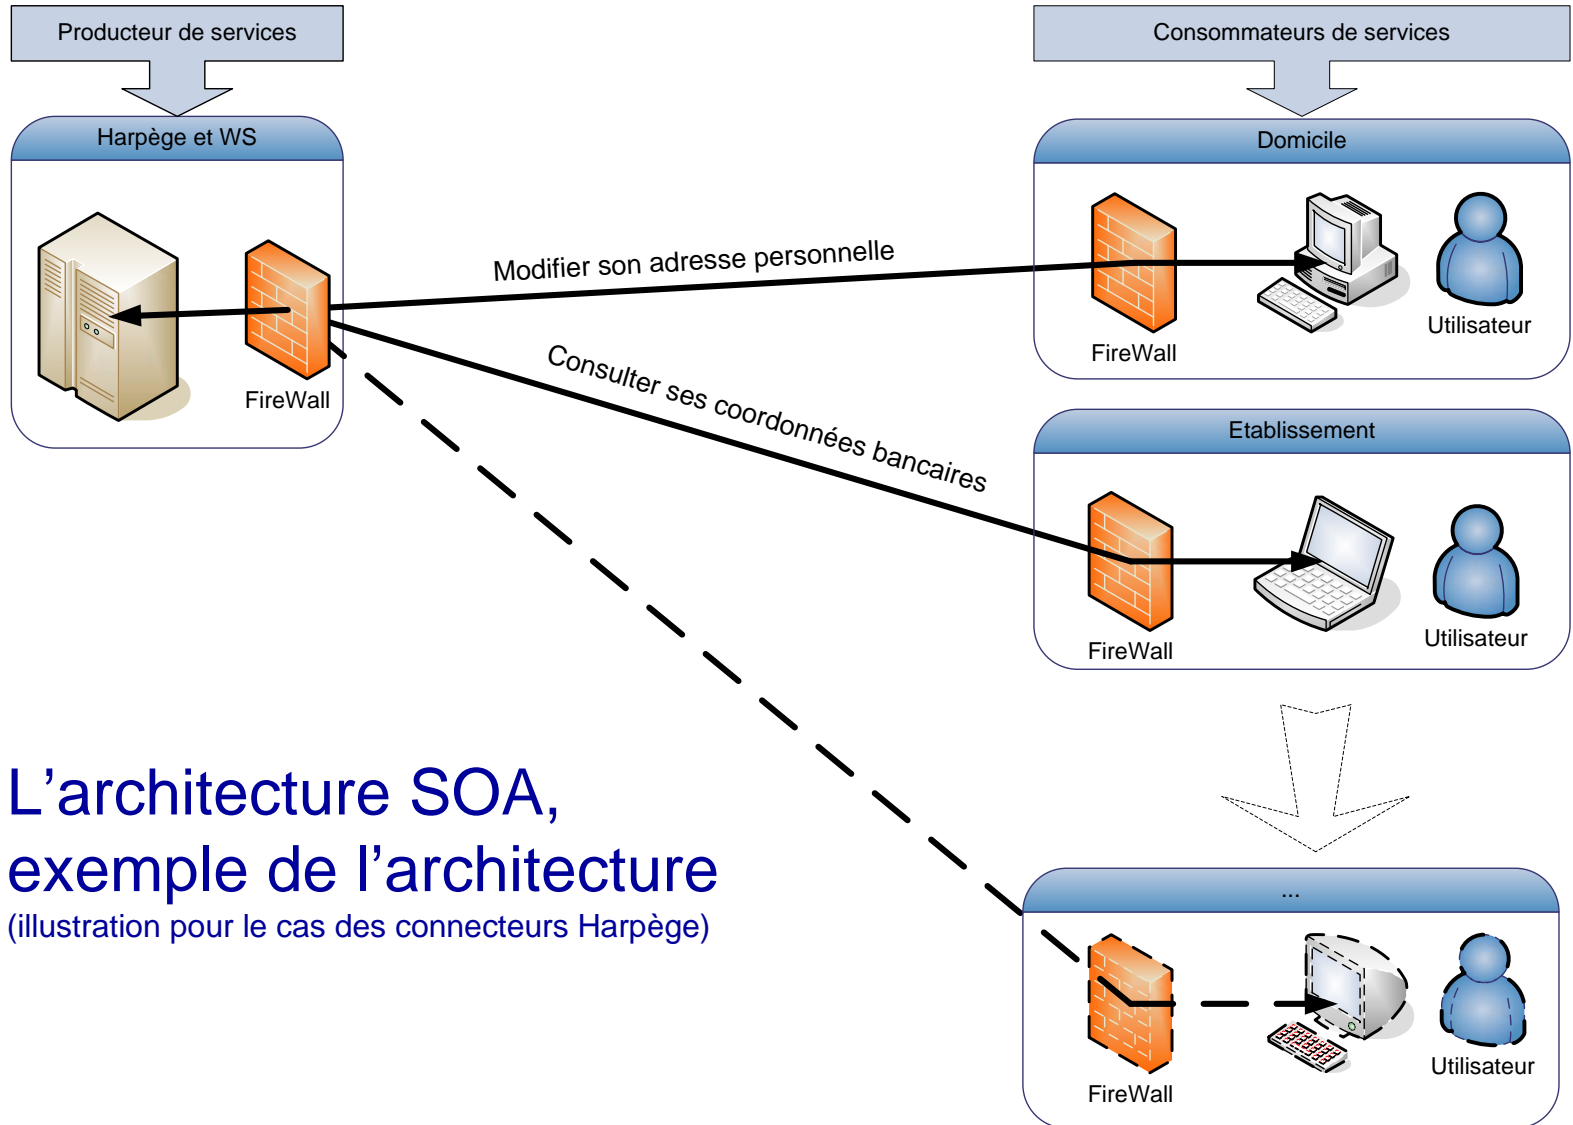 Producteur de services
Consommateurs de services
Harpège et WS
Domicile
Modifier son adresse personnelle
Utilisateur
FireWall
FireWall
Consulter ses coordonnées bancaires
Etablissement
Utilisateur
FireWall
L'architecture SOA,
exemple de l'architecture
(illustration pour le cas des connecteurs Harpège)
...
Utilisateur
FireWall